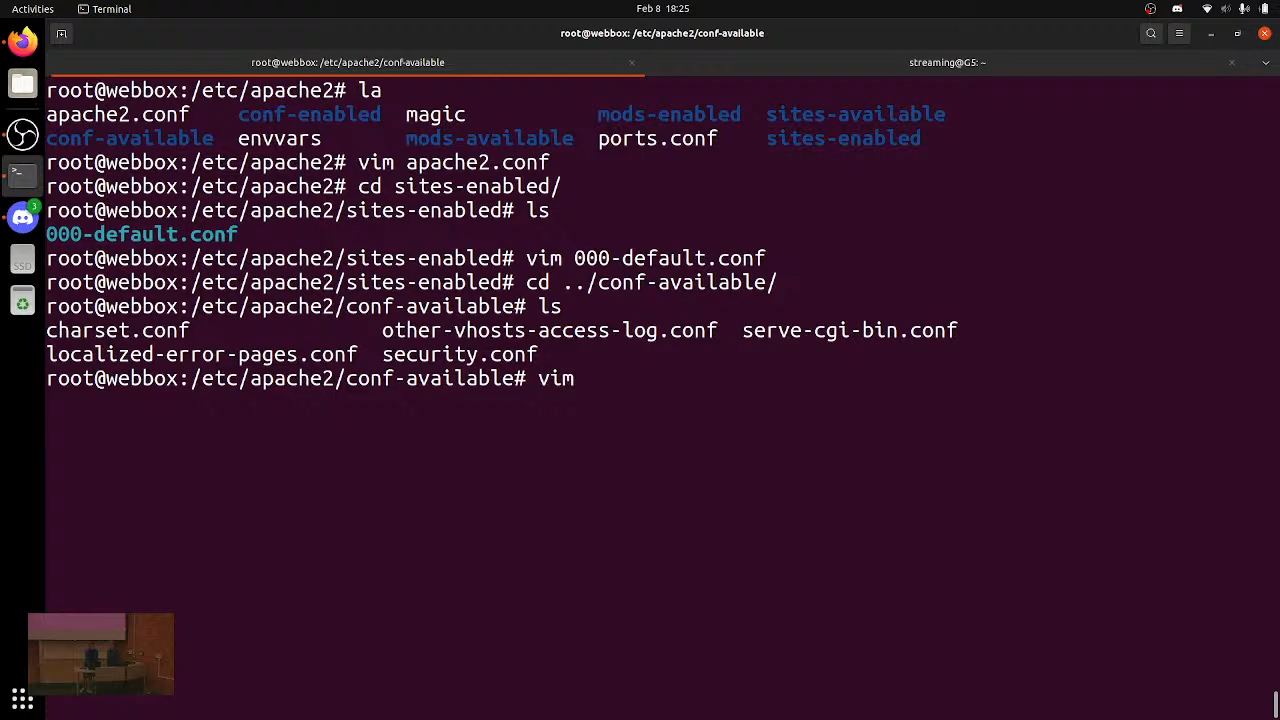 Activities Terminal Feb 8 18:25
root@webbox: /etc/apache2/conf-available
root@webbox: /etc/apache2/conf-available streaming@G5: ~
root@webbox:/etc/apache2# la
apache2.conf conf-enabled magic mods-enabled sites-available
conf-available envvars mods-available ports.conf sites-enabled
root@webbox:/etc/apache2# vim apache2.conf
root@webbox:/etc/apache2# cd sites-enabled/
root@webbox:/etc/apache2/sites-enabled# ls
000-default.conf
root@webbox:/etc/apache2/sites-enabled# vim 000-default.conf
root@webbox:/etc/apache2/sites-enabled# cd ../conf-available/
root@webbox:/etc/apache2/conf-available# ls
charset.conf other-vhosts-access-log.conf serve-cgi-bin.conf
localized-error-pages.conf security.conf
root@webbox:/etc/apache2/conf-available# vim
3
SSD